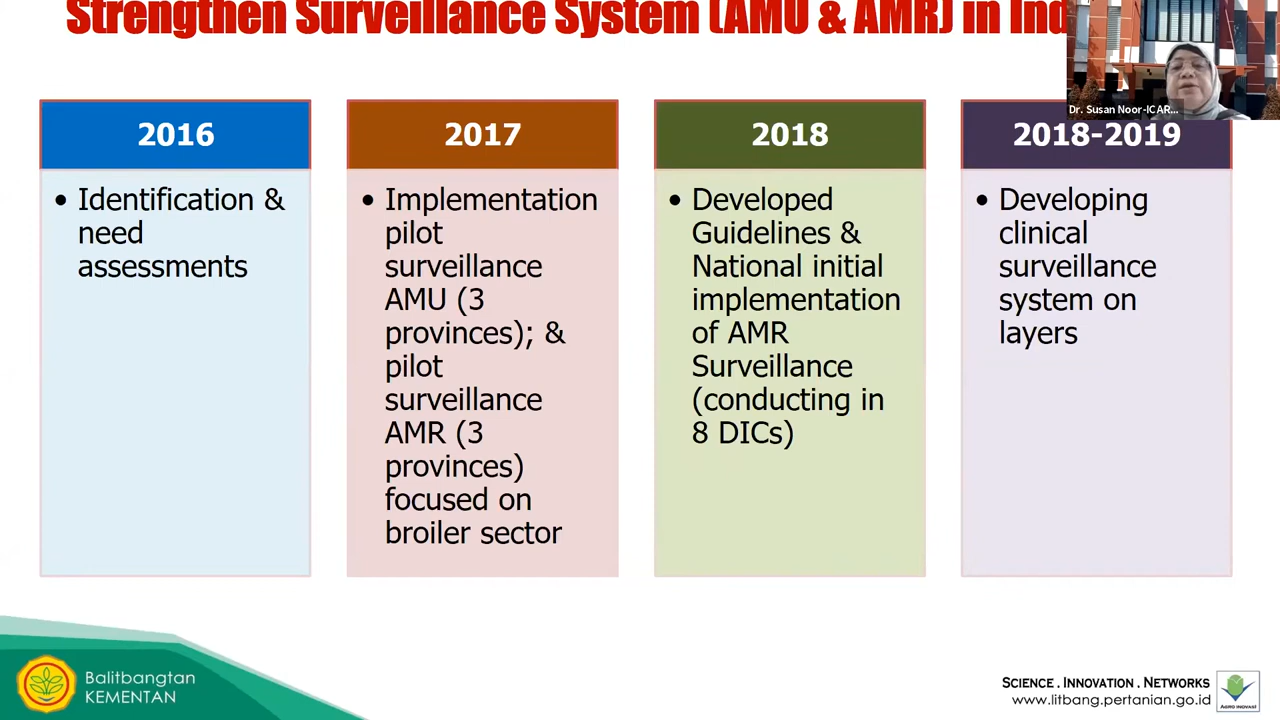 Strengthen Surveillance System (AMU & AMR) in Ind
Dr. Susan Noor-ICAR...
2016
• Identification &
need
assessments
2017
• Implementation
pilot
surveillance
AMU (3
provinces); &
pilot
surveillance
AMR (3
provinces)
focused on
broiler sector
2018
• Developed
Guidelines &
National initial
implementation
of AMR
Surveillance
(conducting in
8 DICs)
2018-2019
• Developing
clinical
surveillance
system on
layers
Balitbangtan
KEMENTAN
SCIENCE . INNOVATION . NETWORKS
www.litbang.pertanian.go.id
AGRO INOVASI